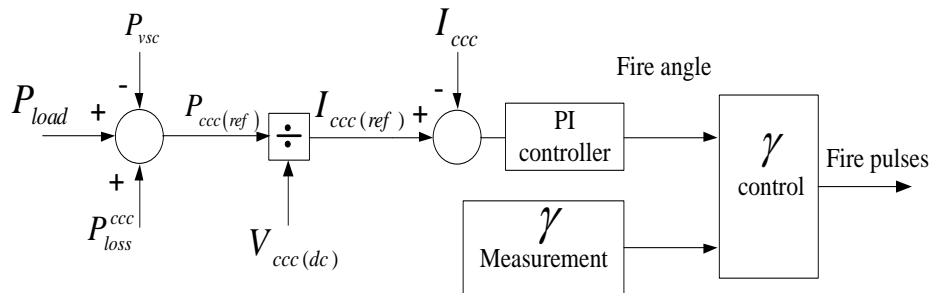 P_vsc
-
P_load
+
+
P_loss^ccc
P_ccc(ref)
÷
V_ccc(dc)
I_ccc(ref)
I_ccc
-
+
PI
controller
Fire angle
γ
Measurement
γ
control
Fire pulses